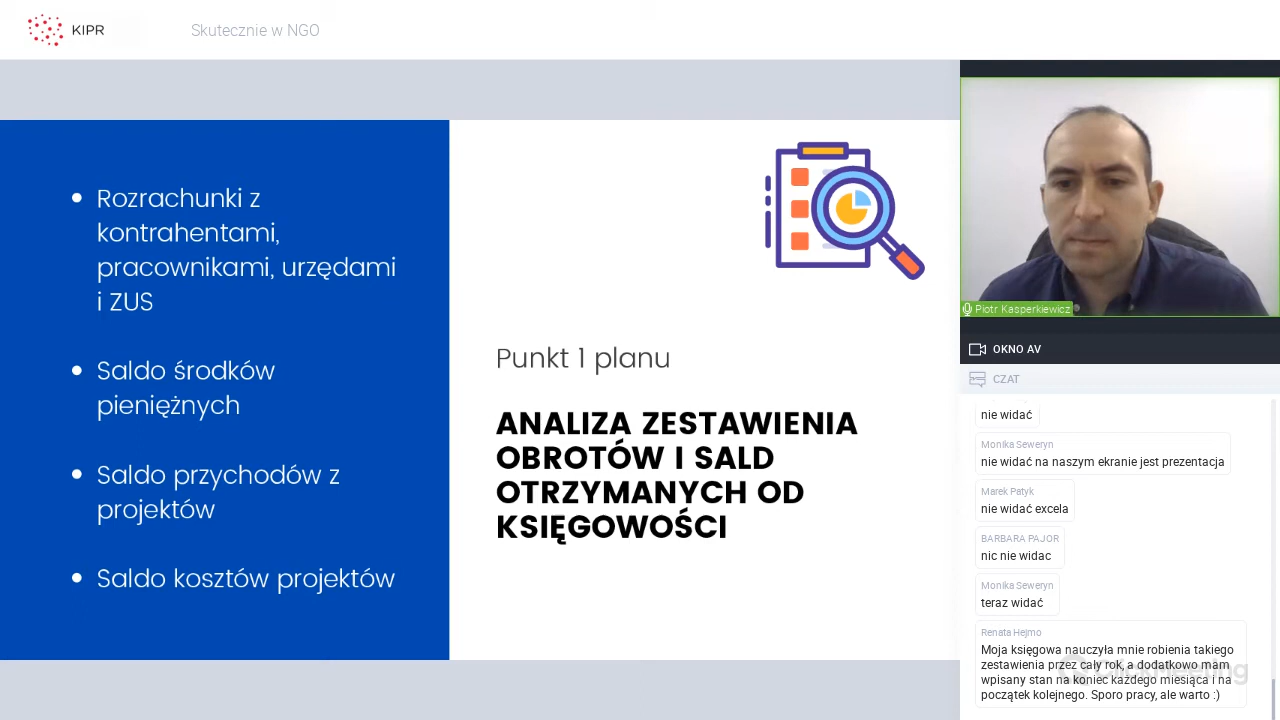 KIPR
Skutecznie w NGO
Rozrachunki z
kontrahentami,
pracownikami, urzędami
i ZUS
Saldo środków
pieniężnych
Saldo przychodów z
projektów
Saldo kosztów projektów
Punkt 1 planu
ANALIZA ZESTAWIENIA
OBROTÓW I SALD
OTRZYMANYCH OD
KSIĘGOWOŚCI
Piotr Kasperkiewicz
OKNO AV
CZAT
nie widać
Monika Seweryn
nie widać na naszym ekranie jest prezentacja
Marek Patyk
nie widać excela
BARBARA PAJOR
nic nie widac
Monika Seweryn
teraz widać
Renata Hejmo
Moja księgowa nauczyła mnie robienia takiego
zestawienia przez cały rok, a dodatkowo mam
wpisany stan na koniec każdego miesiąca i na
początek kolejnego. Sporo pracy, ale warto :)
ClickMeeting